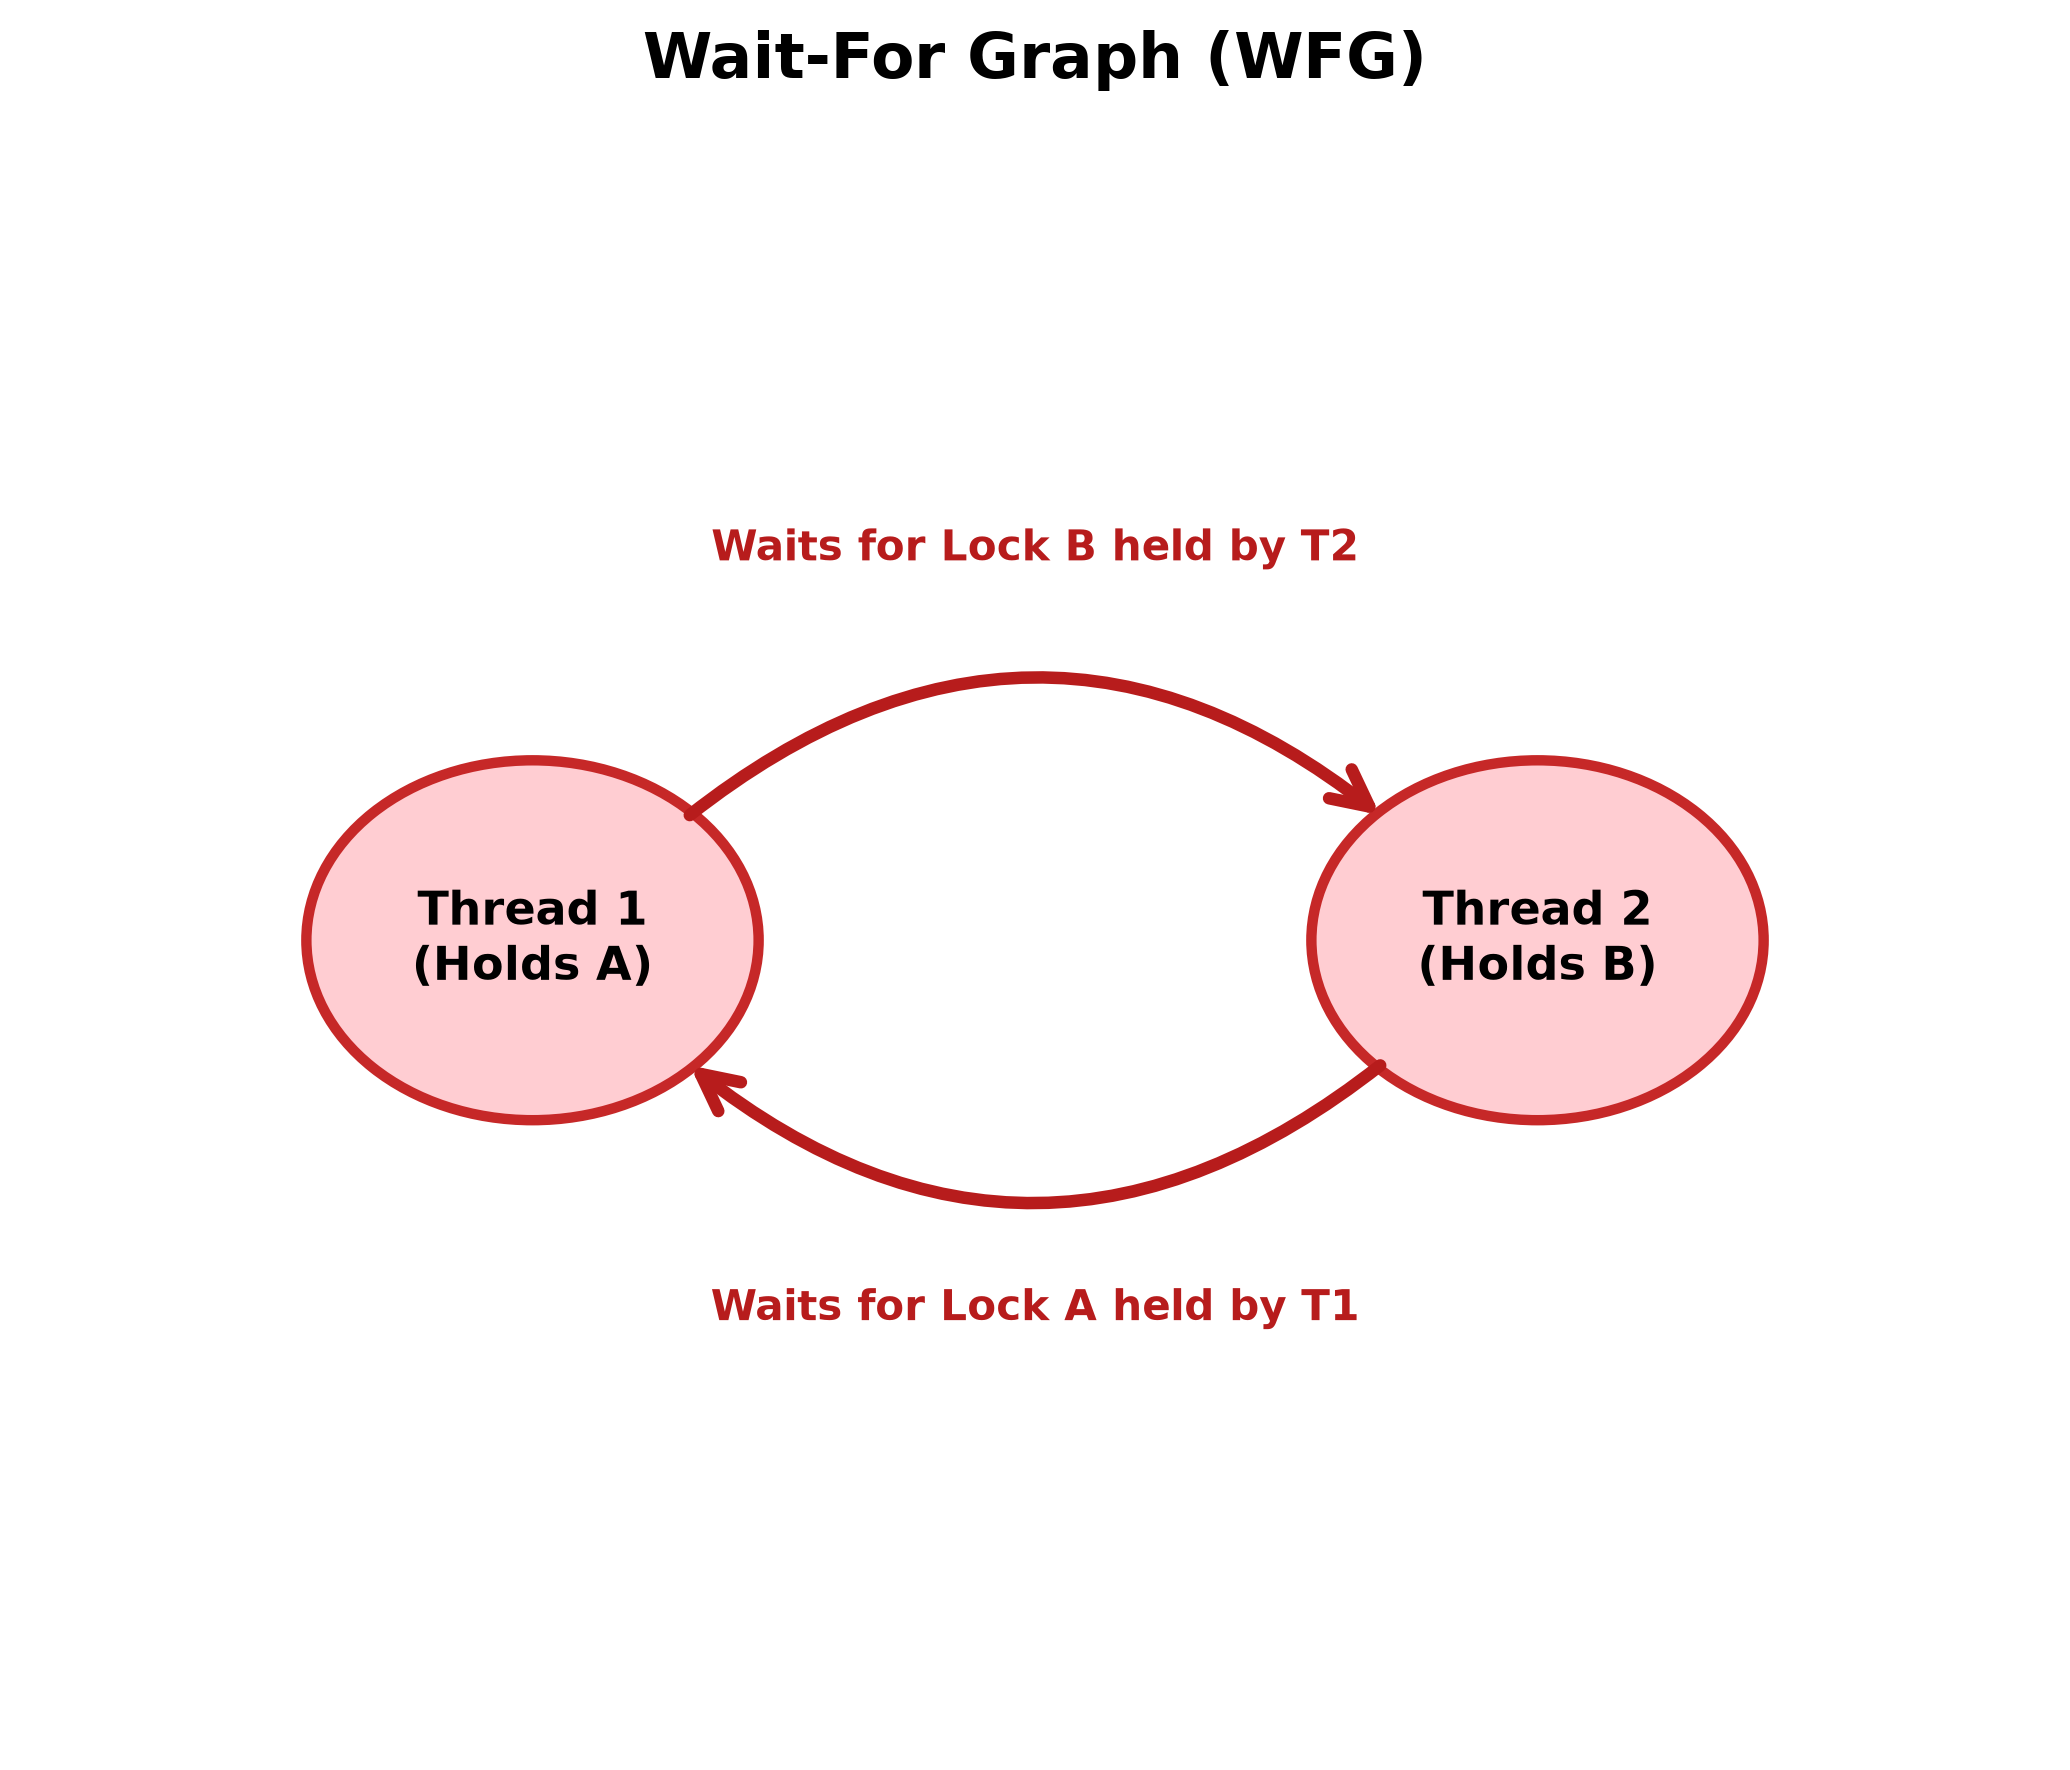 Wait-For Graph (WFG)
Waits for Lock B held by T2
Thread 1
(Holds A)
Thread 2
(Holds B)
Waits for Lock A held by T1